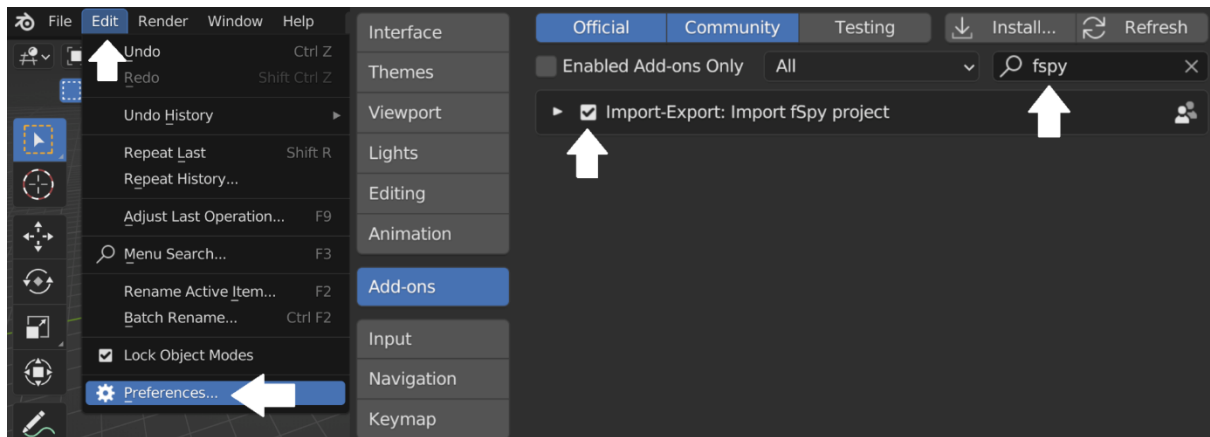 File Edit Render Window Help
Undo Ctrl Z
Redo Shift Ctrl Z
Undo History
Repeat Last Shift R
Repeat History...
Adjust Last Operation... F9
Menu Search... F3
Rename Active Item... F2
Batch Rename... Ctrl F2
Lock Object Modes
Preferences...
Interface
Themes
Viewport
Lights
Editing
Animation
Add-ons
Input
Navigation
Keymap
Official Community Testing Install... Refresh
Enabled Add-ons Only All fspy
Import-Export: Import fSpy project